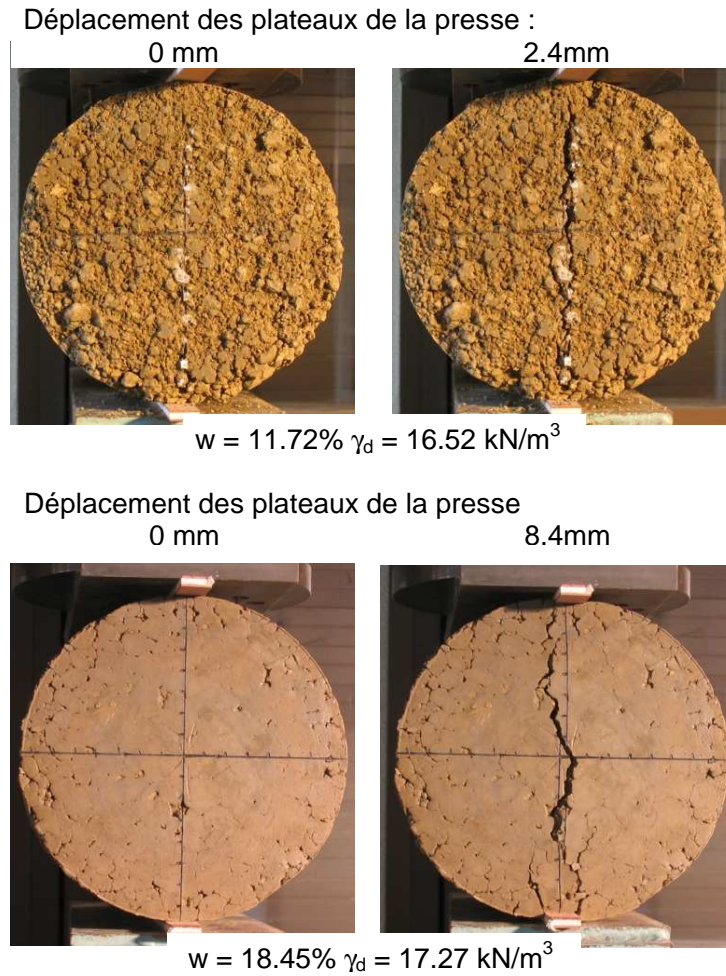 Déplacement des plateaux de la presse :
0 mm 2.4mm
w = 11.72% γd = 16.52 kN/m³
Déplacement des plateaux de la presse
0 mm 8.4mm
w = 18.45% γd = 17.27 kN/m³